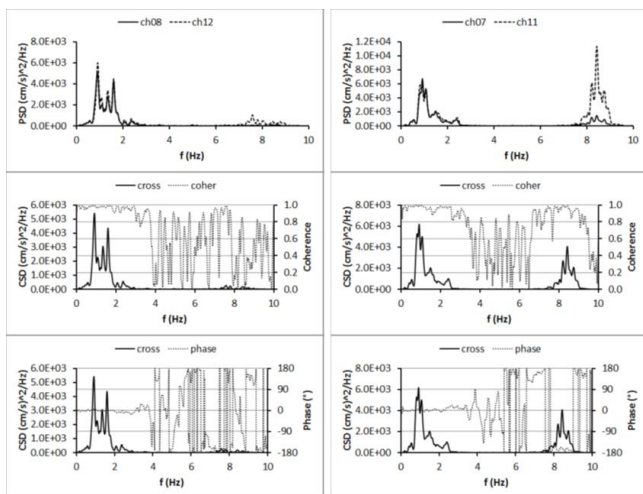 ch08 ch12
8.0E+03
6.0E+03
4.0E+03
2.0E+03
0.0E+00
PSD (cm/s)^2/Hz)
0 2 4 6 8 10
f (Hz)
ch07 ch11
1.2E+04
1.0E+04
8.0E+03
6.0E+03
4.0E+03
2.0E+03
0.0E+00
PSD (cm/s)^2/Hz)
0 2 4 6 8 10
f (Hz)
cross coher
6.0E+03
5.0E+03
4.0E+03
3.0E+03
2.0E+03
1.0E+03
0.0E+00
CSD (cm/s)^2/Hz)
1.0
0.8
0.6
0.4
0.2
0.0
Coherence
0 2 4 6 8 10
f (Hz)
cross coher
8.0E+03
6.0E+03
4.0E+03
2.0E+03
0.0E+00
CSD (cm/s)^2/Hz)
1.0
0.8
0.6
0.4
0.2
0.0
Coherence
0 2 4 6 8 10
f (Hz)
cross phase
6.0E+03
5.0E+03
4.0E+03
3.0E+03
2.0E+03
1.0E+03
0.0E+00
CSD (cm/s)^2/Hz)
180
90
0
-90
-180
Phase (°)
0 2 4 6 8 10
f (Hz)
cross phase
8.0E+03
6.0E+03
4.0E+03
2.0E+03
0.0E+00
CSD (cm/s)^2/Hz)
180
90
0
-90
-180
Phase (°)
0 2 4 6 8 10
f (Hz)